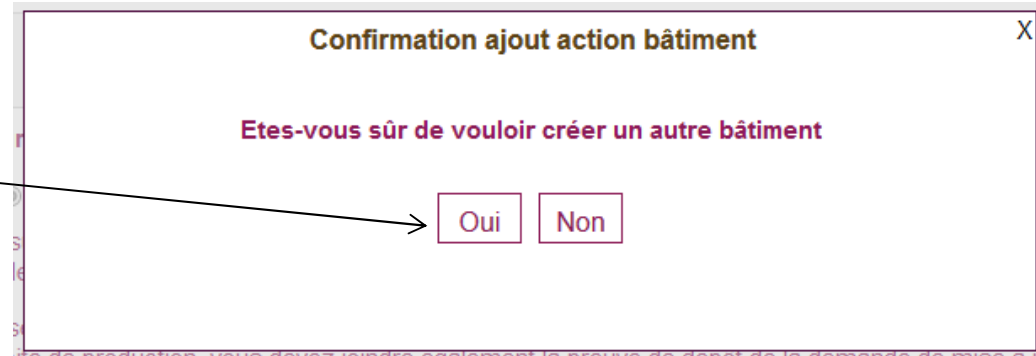 Confirmation ajout action bâtiment
X
Etes-vous sûr de vouloir créer un autre bâtiment
Oui Non